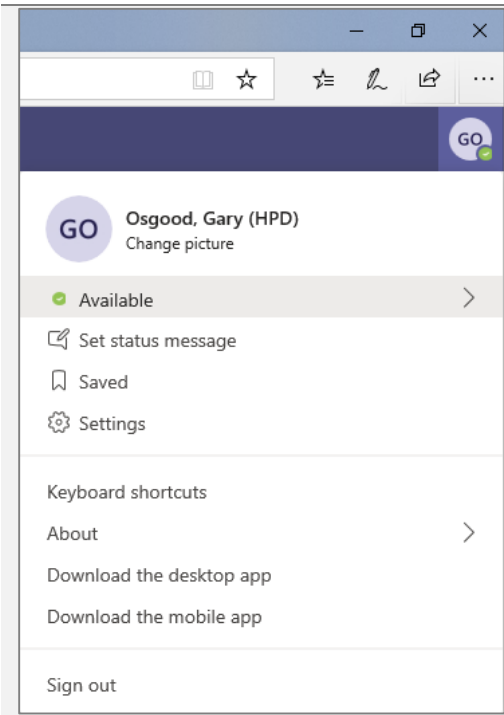 GO
GO
Osgood, Gary (HPD)
Change picture
Available
Set status message
Saved
Settings
Keyboard shortcuts
About
Download the desktop app
Download the mobile app
Sign out